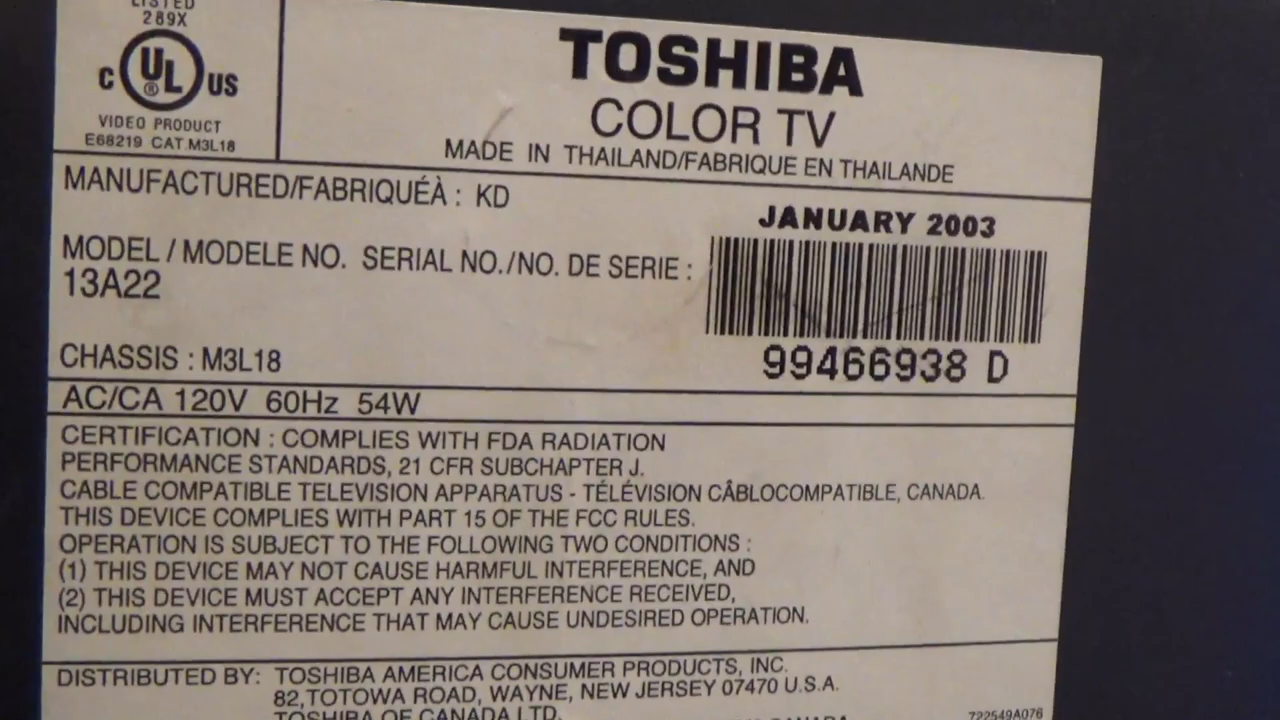 LISTED
289X
C UL ® US
VIDEO PRODUCT
E68219 CAT.M3L18
TOSHIBA
COLOR TV
MADE IN THAILAND/FABRIQUE EN THAILANDE
MANUFACTURED/FABRIQUÉÀ : KD
JANUARY 2003
MODEL / MODELE NO. SERIAL NO./NO. DE SERIE :
13A22
99466938 D
CHASSIS : M3L18
AC/CA 120V 60Hz 54W
CERTIFICATION : COMPLIES WITH FDA RADIATION
PERFORMANCE STANDARDS, 21 CFR SUBCHAPTER J.
CABLE COMPATIBLE TELEVISION APPARATUS - TÉLÉVISION CÂBLOCOMPATIBLE, CANADA.
THIS DEVICE COMPLIES WITH PART 15 OF THE FCC RULES.
OPERATION IS SUBJECT TO THE FOLLOWING TWO CONDITIONS :
(1) THIS DEVICE MAY NOT CAUSE HARMFUL INTERFERENCE, AND
(2) THIS DEVICE MUST ACCEPT ANY INTERFERENCE RECEIVED,
INCLUDING INTERFERENCE THAT MAY CAUSE UNDESIRED OPERATION.
DISTRIBUTED BY: TOSHIBA AMERICA CONSUMER PRODUCTS, INC.
82,TOTOWA ROAD, WAYNE, NEW JERSEY 07470 U.S.A.
TOSHIBA OF CANADA LTD.
722549A076